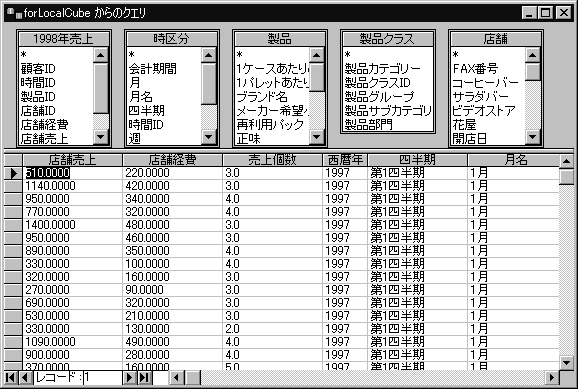 forLocalCube からのクエリ
1998年売上
*
顧客ID
時間ID
製品ID
店舗ID
店舗経費
店舗売上
時区分
*
会計期間
月
月名
四半期
時間ID
週
製品
*
1ケースあたりの
1パレットあたり
ブランド名
メーカー希望小
再利用パック
正味
製品クラス
*
製品カテゴリー
製品クラスID
製品グループ
製品サブカテゴリ
製品部門
店舗
*
FAX番号
コーヒーバー
サラダバー
ビデオストア
花屋
開店日
店舗売上 店舗経費 売上個数 西暦年 四半期 月名
510.0000 220.0000 3.0 1997 第1四半期 1月
1140.0000 420.0000 3.0 1997 第1四半期 1月
950.0000 340.0000 4.0 1997 第1四半期 1月
770.0000 320.0000 4.0 1997 第1四半期 1月
1400.0000 480.0000 3.0 1997 第1四半期 1月
950.0000 460.0000 3.0 1997 第1四半期 1月
890.0000 350.0000 4.0 1997 第1四半期 1月
330.0000 100.0000 4.0 1997 第1四半期 1月
320.0000 160.0000 3.0 1997 第1四半期 1月
270.0000 90.0000 3.0 1997 第1四半期 1月
690.0000 320.0000 3.0 1997 第1四半期 1月
530.0000 210.0000 3.0 1997 第1四半期 1月
330.0000 130.0000 2.0 1997 第1四半期 1月
1090.0000 490.0000 4.0 1997 第1四半期 1月
900.0000 280.0000 4.0 1997 第1四半期 1月
370.0000 160.0000 5.0 1997 第1四半期 1月
レコード: 1